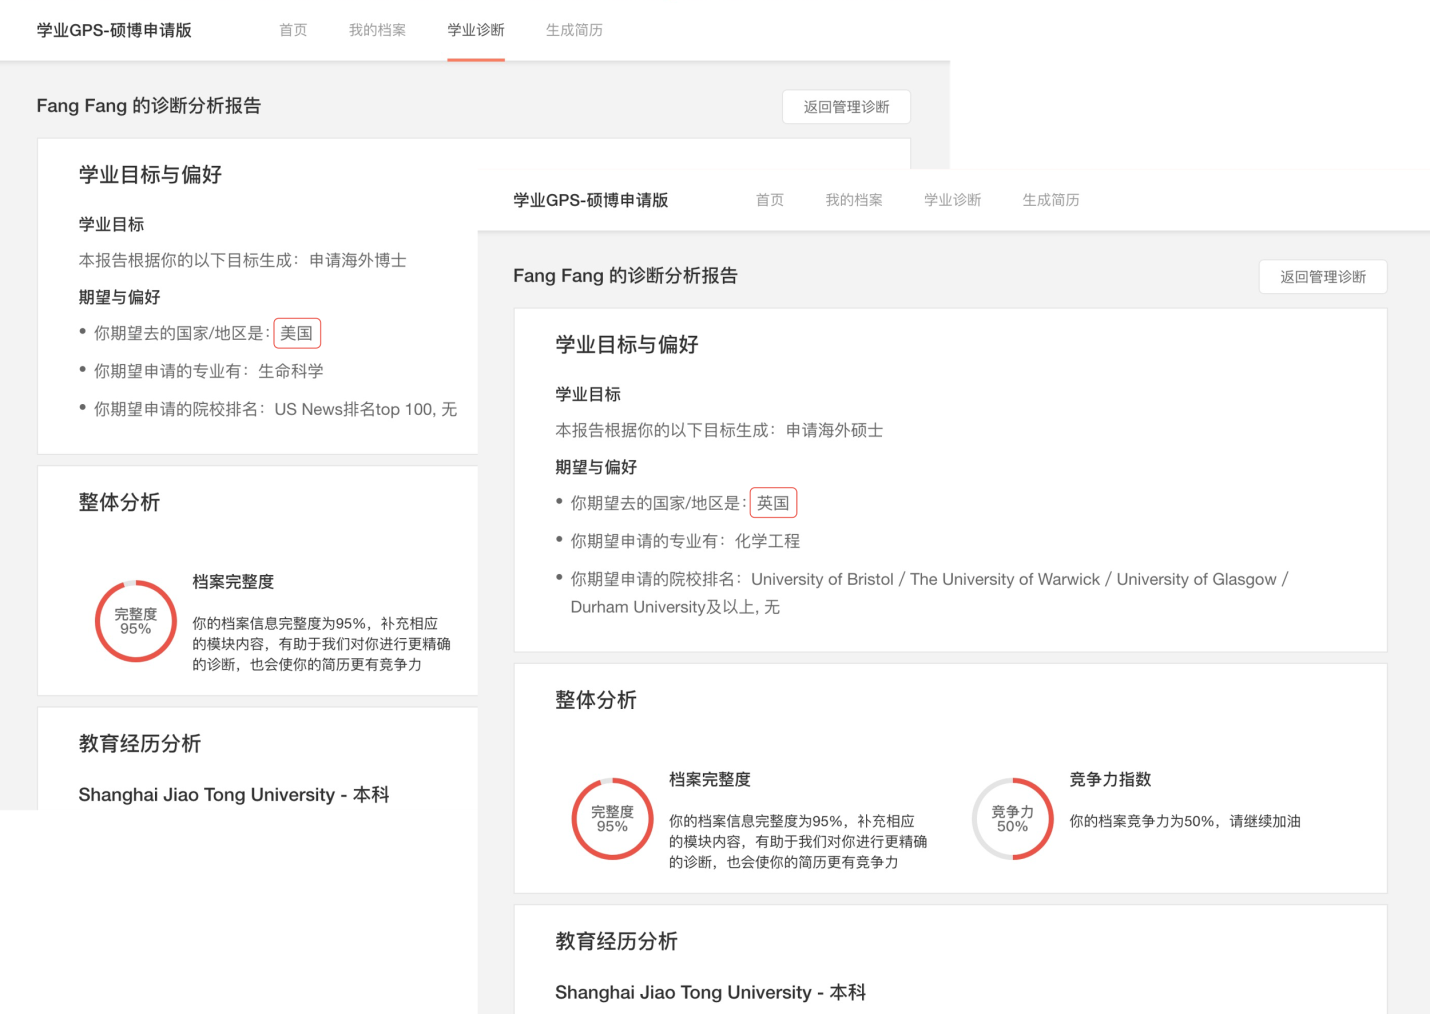 学业GPS-硕博申请版 首页 我的档案 学业诊断 生成简历
Fang Fang 的诊断分析报告 返回管理诊断
学业目标与偏好
学业目标
本报告根据你的以下目标生成：申请海外博士
期望与偏好
• 你期望去的国家/地区是: 美国
• 你期望申请的专业有：生命科学
• 你期望申请的院校排名：US News排名top 100, 无
整体分析
完整度
95%
档案完整度
你的档案信息完整度为95%，补充相应
的模块内容，有助于我们对你进行更精确
的诊断，也会使你的简历更有竞争力
教育经历分析
Shanghai Jiao Tong University - 本科
学业GPS-硕博申请版 首页 我的档案 学业诊断 生成简历
Fang Fang 的诊断分析报告 返回管理诊断
学业目标与偏好
学业目标
本报告根据你的以下目标生成：申请海外硕士
期望与偏好
• 你期望去的国家/地区是: 英国
• 你期望申请的专业有：化学工程
• 你期望申请的院校排名：University of Bristol / The University of Warwick / University of Glasgow /
Durham University及以上, 无
整体分析
完整度
95%
档案完整度
你的档案信息完整度为95%，补充相应
的模块内容，有助于我们对你进行更精确
的诊断，也会使你的简历更有竞争力
竞争力
50%
竞争力指数
你的档案竞争力为50%，请继续加油
教育经历分析
Shanghai Jiao Tong University - 本科